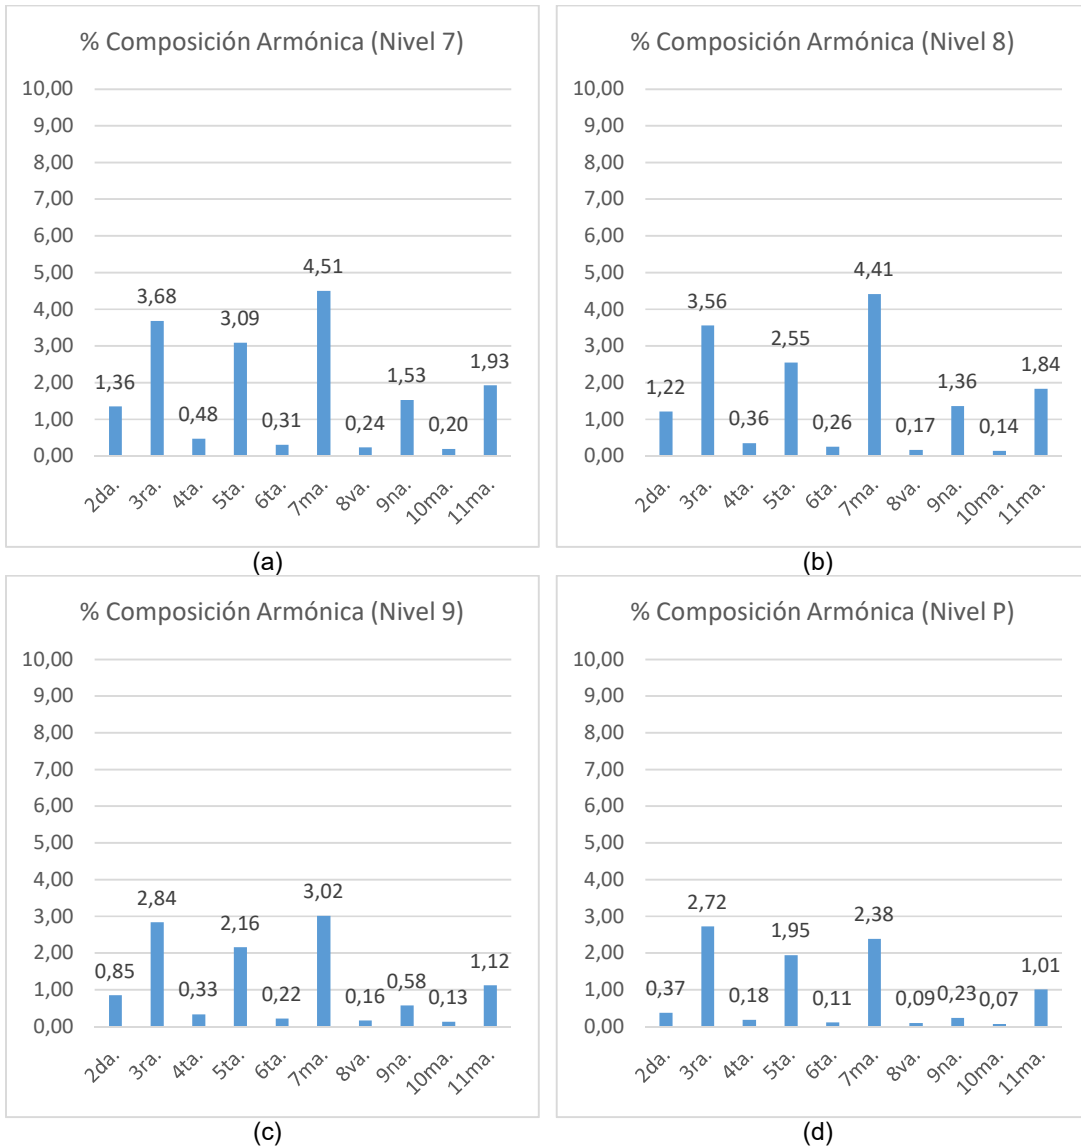 % Composición Armónica (Nivel 7)
10,00
9,00
8,00
7,00
6,00
5,00
4,00
3,00
2,00
1,00
0,00
1,36
3,68
0,48
3,09
0,31
4,51
0,24
1,53
0,20
1,93
2da.
3ra.
4ta.
5ta.
6ta.
7ma.
8va.
9na.
10ma.
11ma.
(a)
% Composición Armónica (Nivel 8)
10,00
9,00
8,00
7,00
6,00
5,00
4,00
3,00
2,00
1,00
0,00
1,22
3,56
0,36
2,55
0,26
4,41
0,17
1,36
0,14
1,84
2da.
3ra.
4ta.
5ta.
6ta.
7ma.
8va.
9na.
10ma.
11ma.
(b)
% Composición Armónica (Nivel 9)
10,00
9,00
8,00
7,00
6,00
5,00
4,00
3,00
2,00
1,00
0,00
0,85
2,84
0,33
2,16
0,22
3,02
0,16
0,58
0,13
1,12
2da.
3ra.
4ta.
5ta.
6ta.
7ma.
8va.
9na.
10ma.
11ma.
(c)
% Composición Armónica (Nivel P)
10,00
9,00
8,00
7,00
6,00
5,00
4,00
3,00
2,00
1,00
0,00
0,37
2,72
0,18
1,95
0,11
2,38
0,09
0,23
0,07
1,01
2da.
3ra.
4ta.
5ta.
6ta.
7ma.
8va.
9na.
10ma.
11ma.
(d)